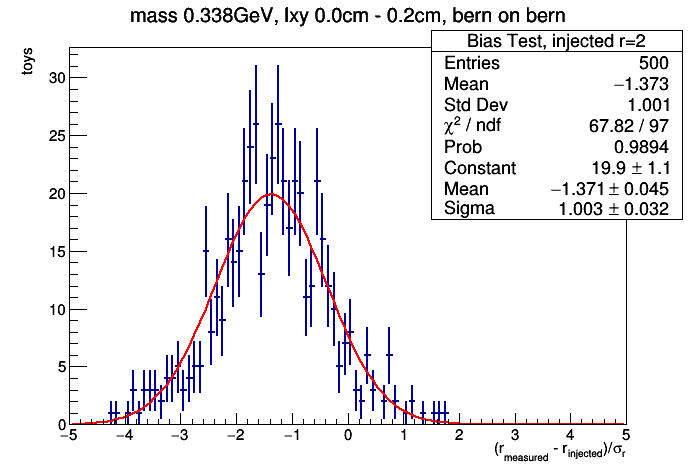 mass 0.338GeV, lxy 0.0cm - 0.2cm, bern on bern
toys
Bias Test, injected r=2
Entries 500
Mean −1.373
Std Dev 1.001
χ² / ndf 67.82 / 97
Prob 0.9894
Constant 19.9 ± 1.1
Mean −1.371 ± 0.045
Sigma 1.003 ± 0.032
30
25
20
15
10
5
0
−5 −4 −3 −2 −1 0 1 2 3 4 5
(r_measured - r_injected)/σ_r